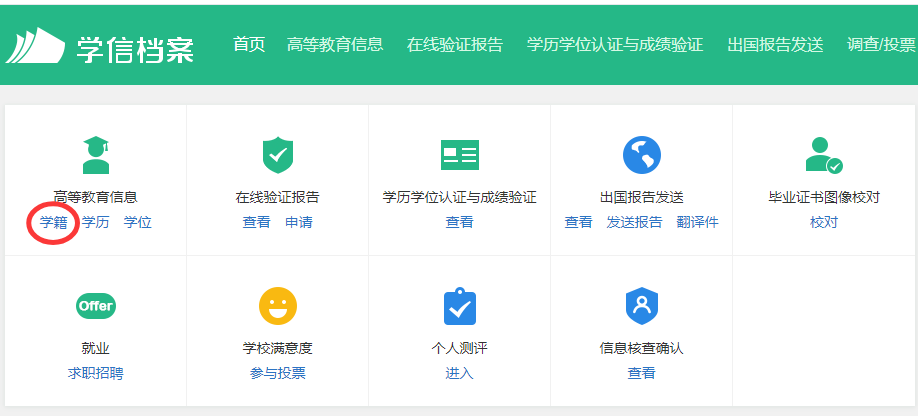 学信档案 首页 高等教育信息 在线验证报告 学历学位认证与成绩验证 出国报告发送 调查/投票
高等教育信息 在线验证报告 学历学位认证与成绩验证 出国报告发送 毕业证书图像校对
学籍 学历 学位 查看 申请 查看 查看 发送报告 翻译件 校对
Offer
就业 学校满意度 个人测评 信息核查确认
求职招聘 参与投票 进入 查看